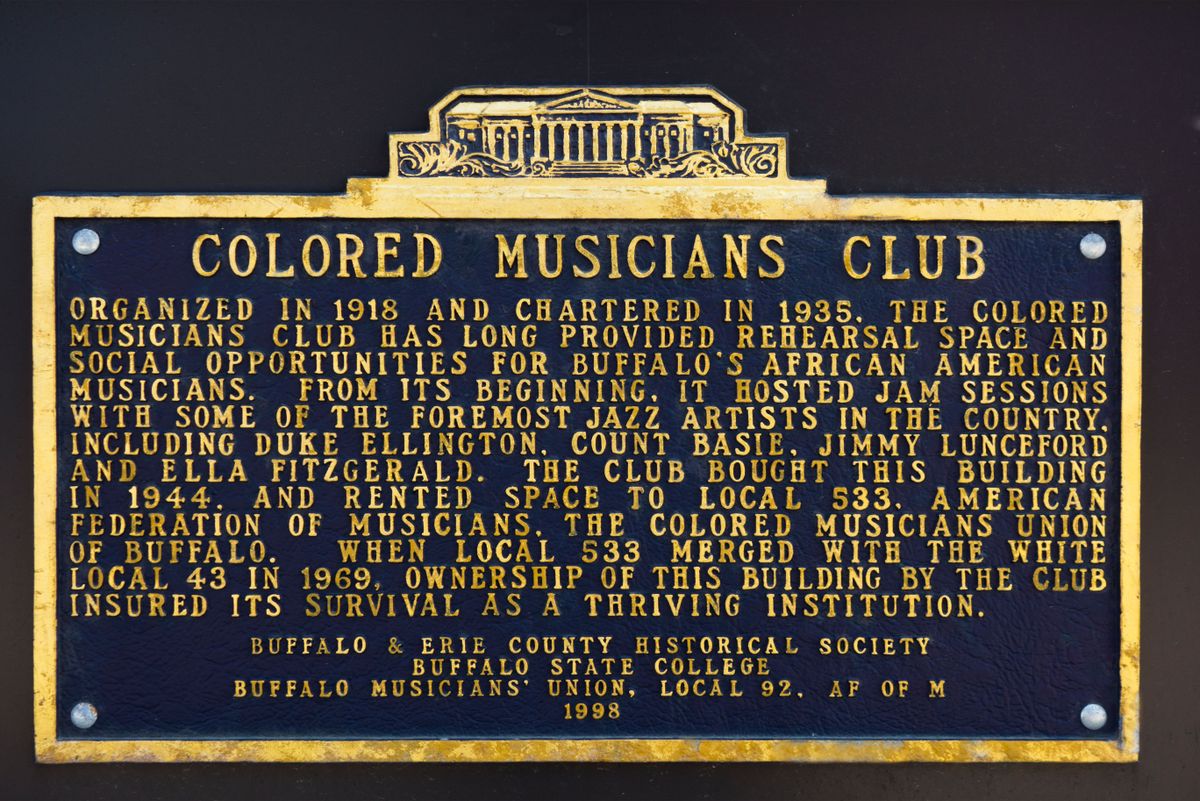 COLORED MUSICIANS CLUB
ORGANIZED IN 1918 AND CHARTERED IN 1935, THE COLORED
MUSICIANS CLUB HAS LONG PROVIDED REHEARSAL SPACE AND
SOCIAL OPPORTUNITIES FOR BUFFALO'S AFRICAN AMERICAN
MUSICIANS. FROM ITS BEGINNING, IT HOSTED JAM SESSIONS
WITH SOME OF THE FOREMOST JAZZ ARTISTS IN THE COUNTRY,
INCLUDING DUKE ELLINGTON, COUNT BASIE, JIMMY LUNCEFORD
AND ELLA FITZGERALD. THE CLUB BOUGHT THIS BUILDING
IN 1944, AND RENTED SPACE TO LOCAL 533, AMERICAN
FEDERATION OF MUSICIANS, THE COLORED MUSICIANS UNION
OF BUFFALO. WHEN LOCAL 533 MERGED WITH THE WHITE
LOCAL 43 IN 1969, OWNERSHIP OF THIS BUILDING BY THE CLUB
INSURED ITS SURVIVAL AS A THRIVING INSTITUTION.
BUFFALO & ERIE COUNTY HISTORICAL SOCIETY
BUFFALO STATE COLLEGE
BUFFALO MUSICIANS' UNION, LOCAL 92, AF OF M
1998